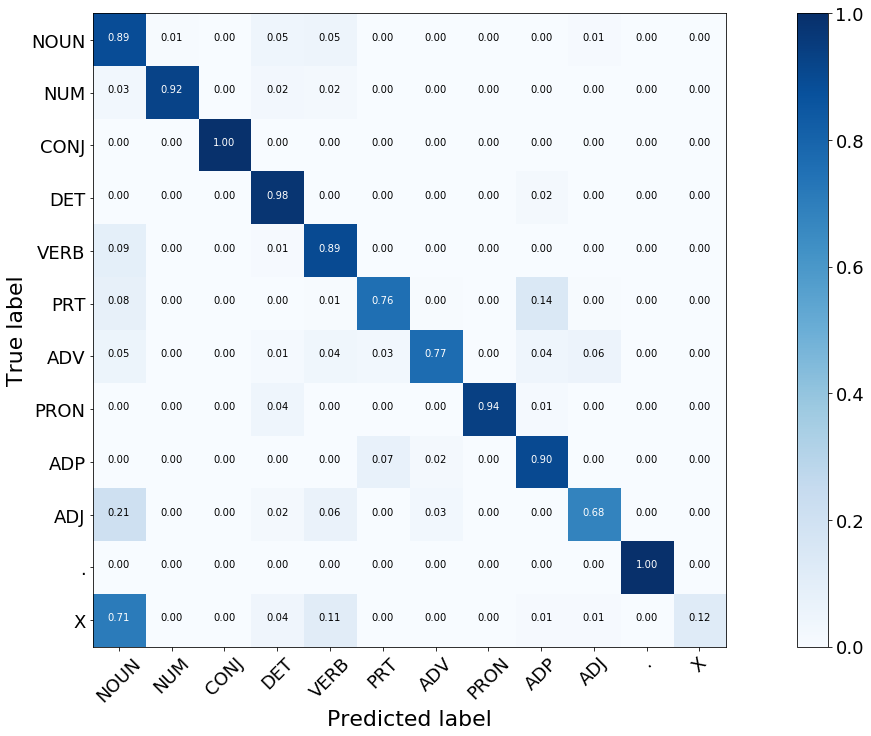 NOUN 0.89 0.01 0.00 0.05 0.05 0.00 0.00 0.00 0.00 0.01 0.00 0.00
NUM 0.03 0.92 0.00 0.02 0.02 0.00 0.00 0.00 0.00 0.00 0.00 0.00
CONJ 0.00 0.00 1.00 0.00 0.00 0.00 0.00 0.00 0.00 0.00 0.00 0.00
DET 0.00 0.00 0.00 0.98 0.00 0.00 0.00 0.00 0.02 0.00 0.00 0.00
VERB 0.09 0.00 0.00 0.01 0.89 0.00 0.00 0.00 0.00 0.00 0.00 0.00
PRT 0.08 0.00 0.00 0.00 0.01 0.76 0.00 0.00 0.14 0.00 0.00 0.00
ADV 0.05 0.00 0.00 0.01 0.04 0.03 0.77 0.00 0.04 0.06 0.00 0.00
PRON 0.00 0.00 0.00 0.04 0.00 0.00 0.00 0.94 0.01 0.00 0.00 0.00
ADP 0.00 0.00 0.00 0.00 0.00 0.07 0.02 0.00 0.90 0.00 0.00 0.00
ADJ 0.21 0.00 0.00 0.02 0.06 0.00 0.03 0.00 0.00 0.68 0.00 0.00
. 0.00 0.00 0.00 0.00 0.00 0.00 0.00 0.00 0.00 0.00 1.00 0.00
X 0.71 0.00 0.00 0.04 0.11 0.00 0.00 0.00 0.01 0.01 0.00 0.12
NOUN NUM CONJ DET VERB PRT ADV PRON ADP ADJ . X
Predicted label
True label
1.0
0.8
0.6
0.4
0.2
0.0